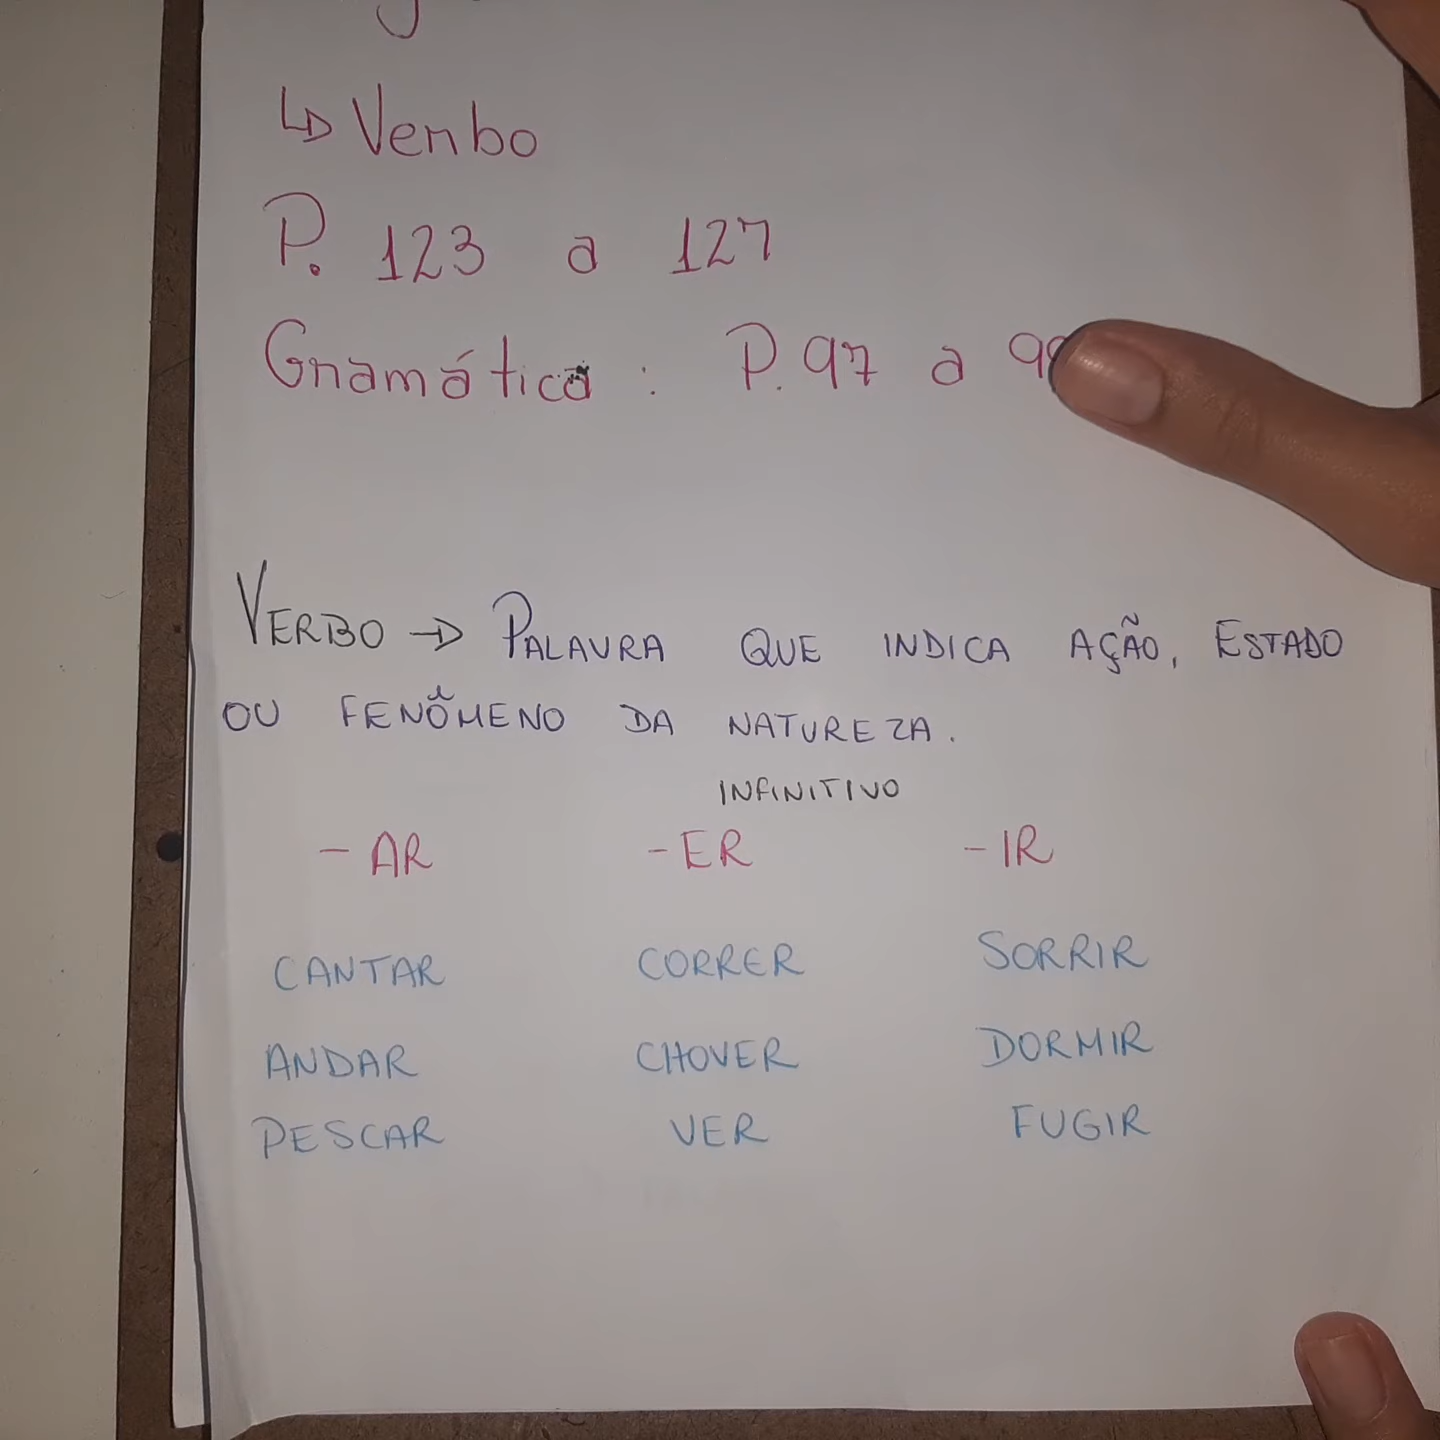 ↳ Verbo
P. 123 a 127
Gramática : P. 97 a
VERBO → PALAVRA QUE INDICA AÇÃO, ESTADO
OU FENÔMENO DA NATUREZA.
INFINITIVO
- AR - ER - IR
CANTAR CORRER SORRIR
ANDAR CHOVER DORMIR
PESCAR VER FUGIR